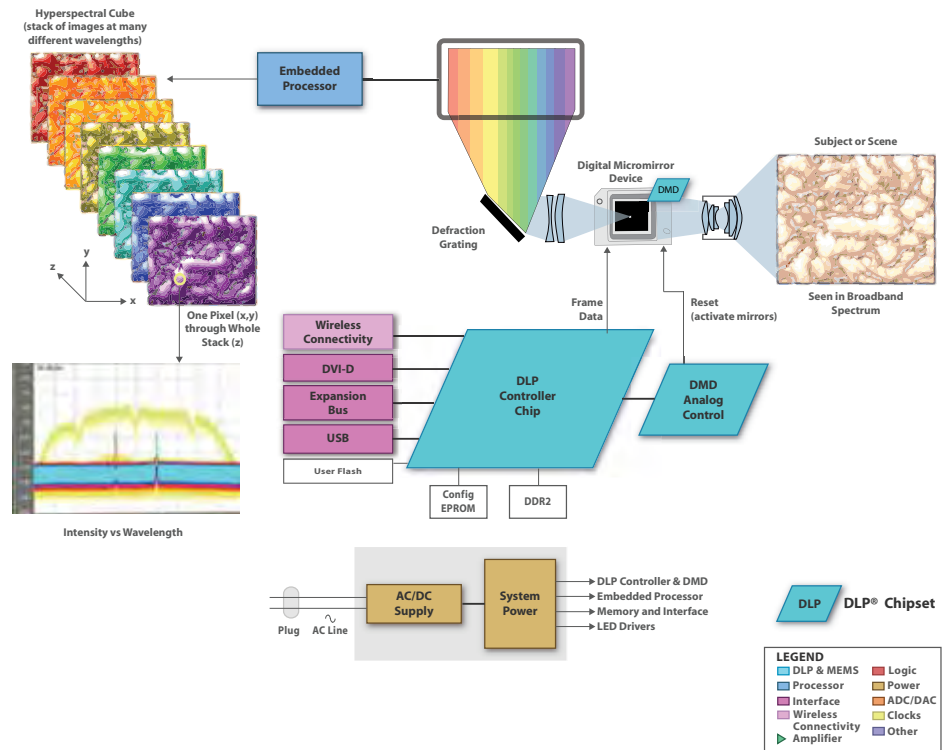 Hyperspectral Cube
(stack of images at many
different wavelengths)
Embedded
Processor
Digital Micromirror
Device
DMD
Subject or Scene
Defraction
Grating
z
y
x
Seen in Broadband
Spectrum
One Pixel (x,y)
through Whole
Stack (z)
Frame
Data
Reset
(activate mirrors)
Wireless
Connectivity
DVI-D
Expansion
Bus
USB
User Flash
DLP
Controller
Chip
DMD
Analog
Control
Config
EPROM
DDR2
Intensity vs Wavelength
AC/DC
Supply
System
Power
DLP Controller & DMD
Embedded Processor
Memory and Interface
LED Drivers
Plug
AC Line
DLP
DLP® Chipset
LEGEND
DLP & MEMS
Processor
Interface
Wireless
Connectivity
Amplifier
Logic
Power
ADC/DAC
Clocks
Other